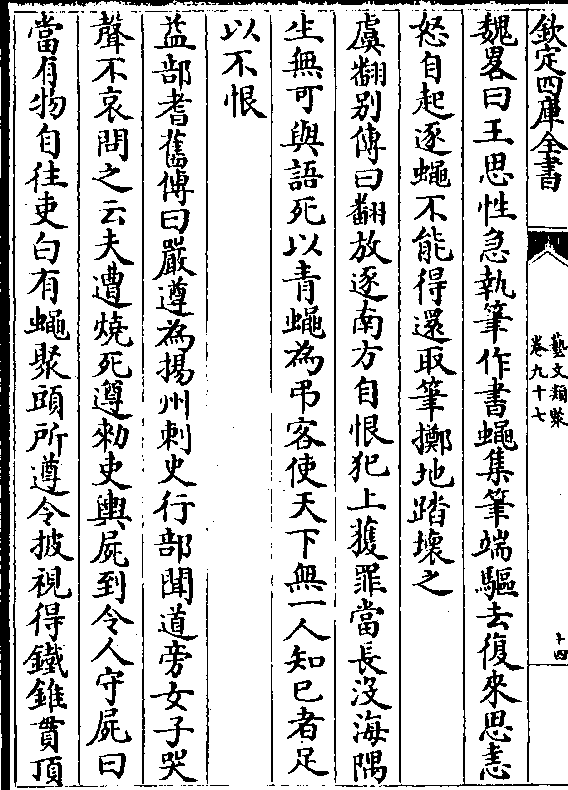 欽定四庫全書
藝文類聚
卷九十七
十四
魏畧曰王思性急執筆作書蠅集筆端驅去復來思恚
怒自起逐蠅不能得還取筆擲地踏壞之
虞翻别傳曰翻放逐南方自恨犯上獲罪當長沒海隅
生無可與語死以青蠅為弔客使天下無一人知已者足
以不恨
益部耆舊傳曰嚴遵為揚州刺史行部聞道旁女子哭
聲不哀問之云夫遭燒死遵勑吏輿屍到令人守屍曰
當有物自往吏白有蠅聚頭所遵令披視得鐵錐貫頂